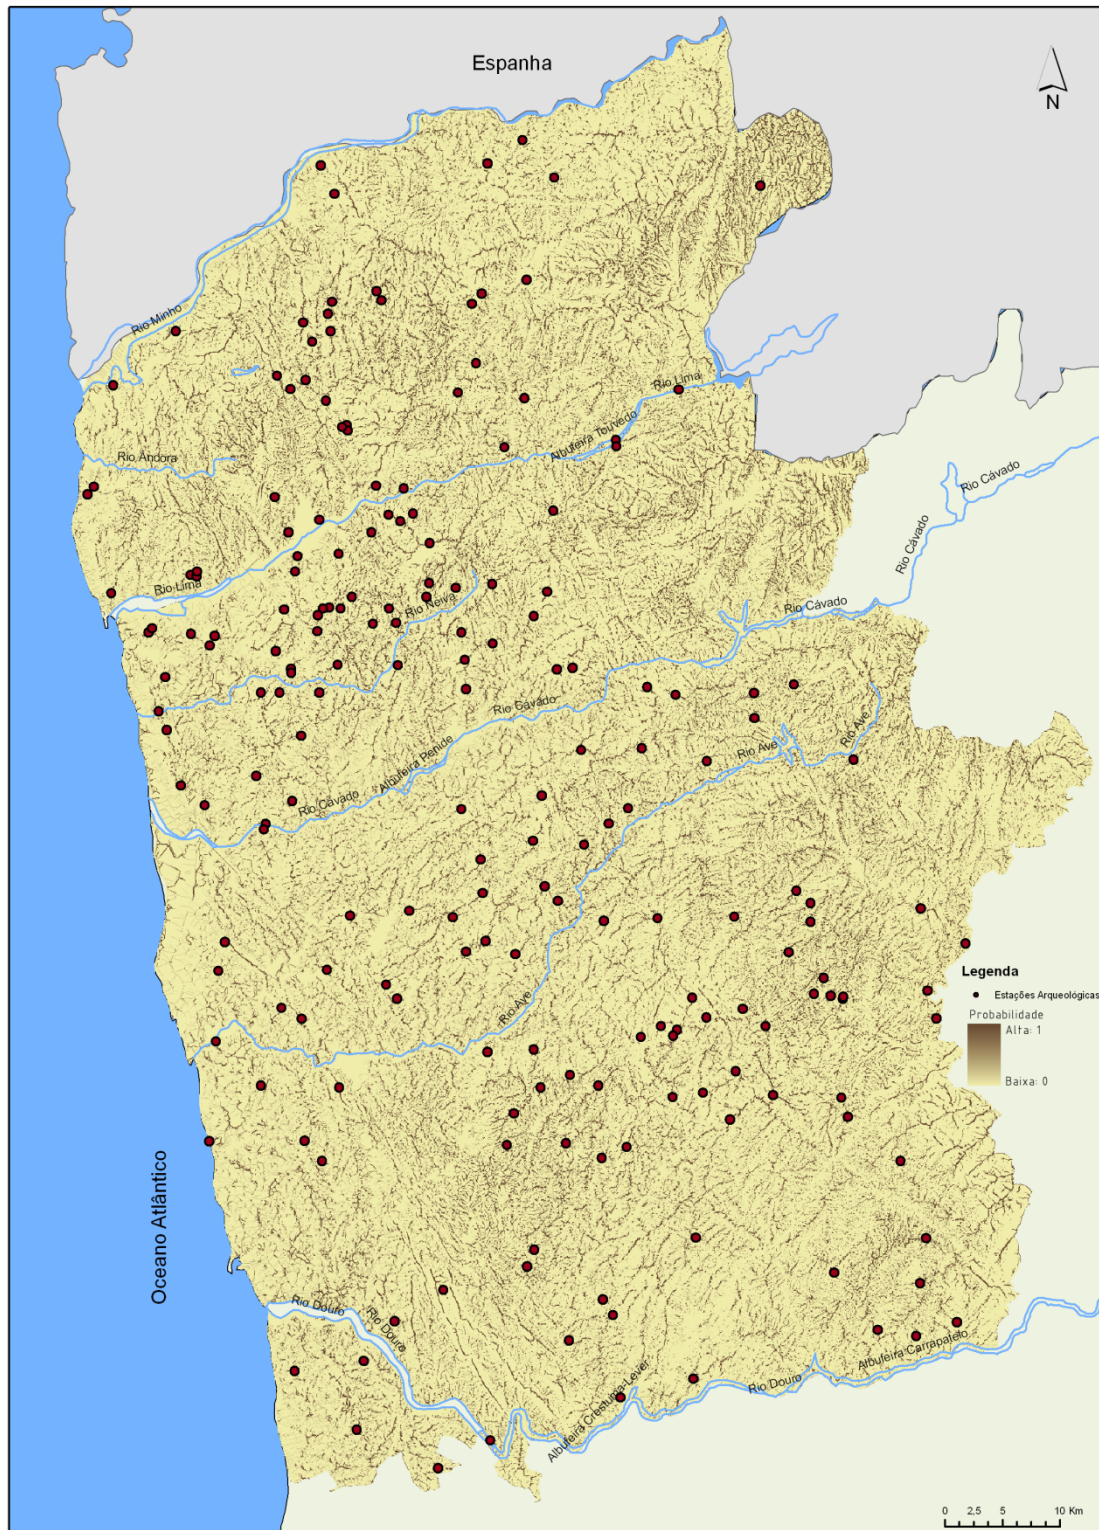 Espanha
N
Rio Minho
Rio Lima
Albufeira Touvedo
Rio Âncora
Rio Cávado
Rio Cávado
Rio Lima
Rio Neiva
Rio Cávado
Rio Cávado
Rio Ave
Rio Ave
Albufeira Penide
Rio Cávado
Legenda
Estações Arqueológicas
Probabilidade
Alta: 1
Baixa: 0
Rio Ave
Oceano Atlântico
Rio Douro
Rio Douro
Albufeira Carrapatelo
Rio Douro
Albufeira Crestuma-Lever
0 2,5 5 10 Km